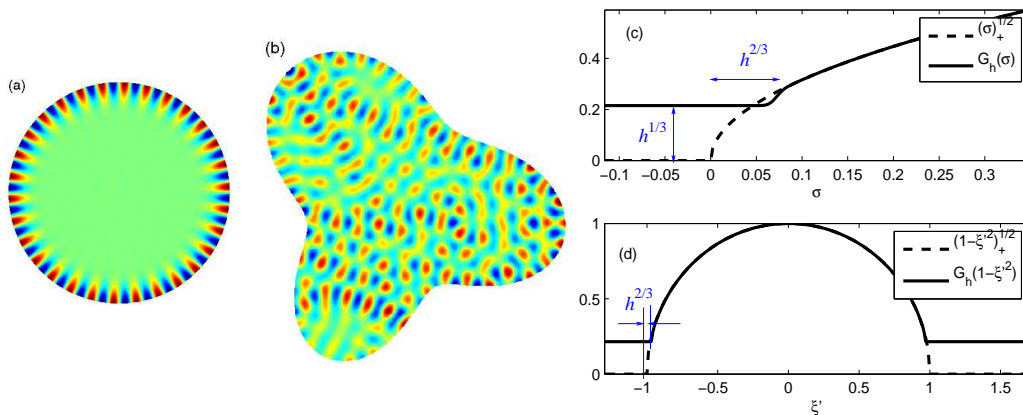 (a)
(b)
(c)
0.4
0.2
0
h^{2/3}
h^{1/3}
(σ)_+^{1/2}
G_h(σ)
−0.1 −0.05 0 0.05 0.1 0.15 0.2 0.25 0.3
σ
(d)
1
0.5
0
h^{2/3}
(1−ξ'^2)_+^{1/2}
G_h(1−ξ'^2)
−1 −0.5 0 0.5 1 1.5
ξ'